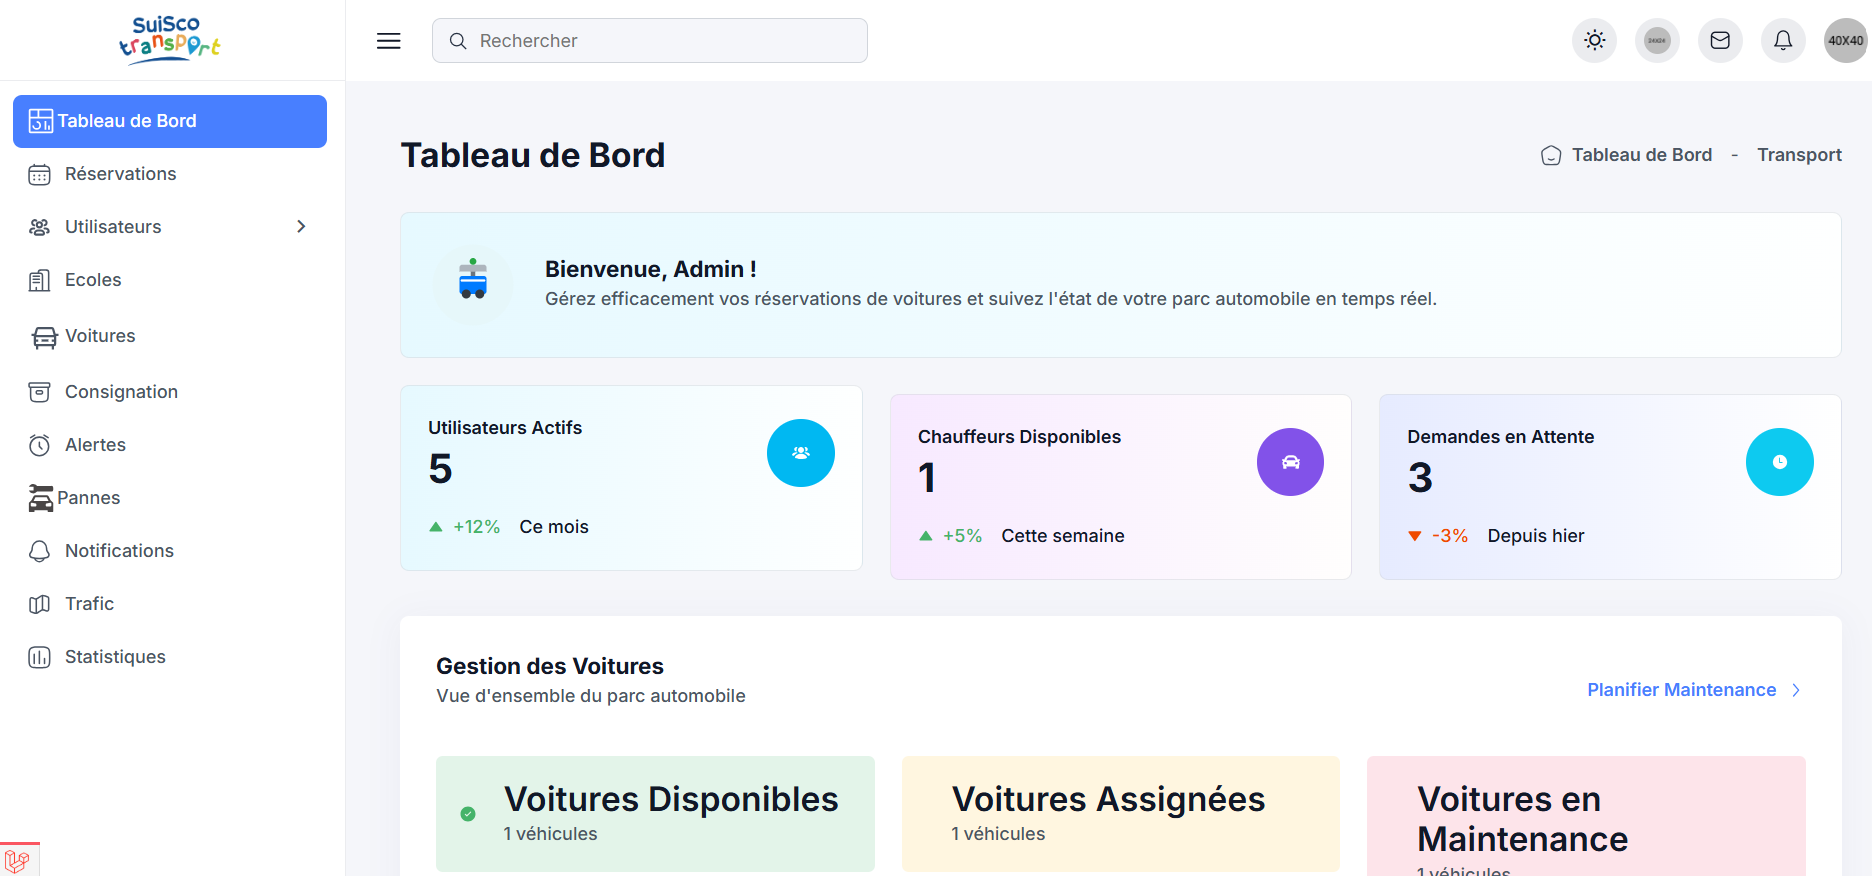 SuiSco
transport
Rechercher
24X24
40X40
Tableau de Bord
Réservations
Utilisateurs
Ecoles
Voitures
Consignation
Alertes
Pannes
Notifications
Trafic
Statistiques
Tableau de Bord
Tableau de Bord - Transport
Bienvenue, Admin !
Gérez efficacement vos réservations de voitures et suivez l'état de votre parc automobile en temps réel.
Utilisateurs Actifs
5
+12% Ce mois
Chauffeurs Disponibles
1
+5% Cette semaine
Demandes en Attente
3
-3% Depuis hier
Gestion des Voitures
Vue d'ensemble du parc automobile
Planifier Maintenance
Voitures Disponibles
1 véhicules
Voitures Assignées
1 véhicules
Voitures en
Maintenance
1 véhicules